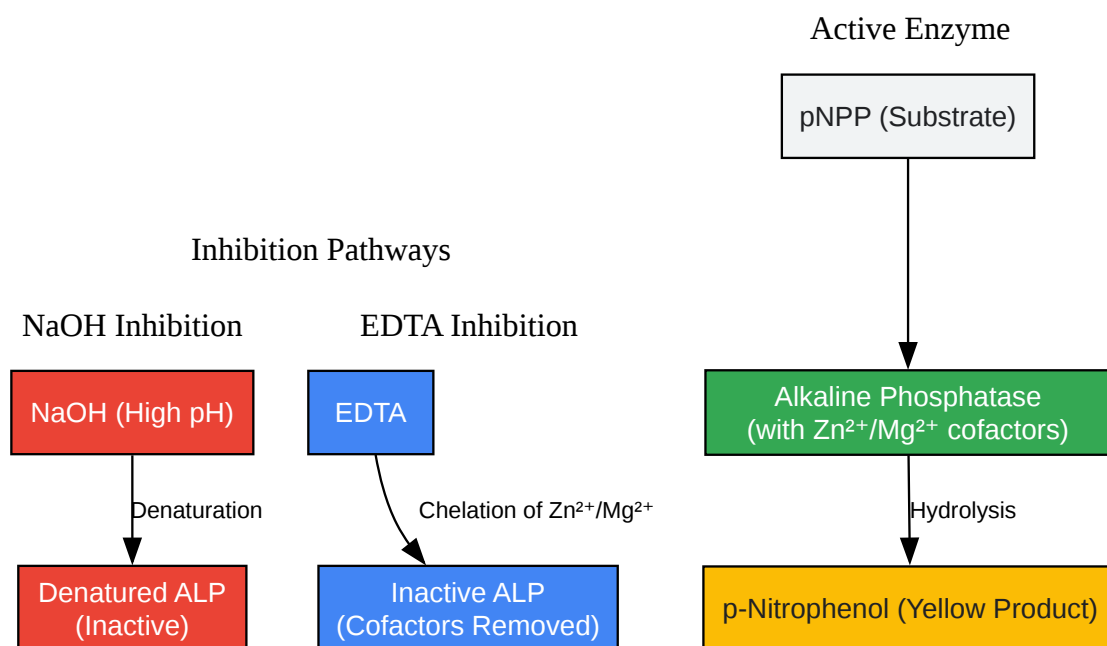 Active Enzyme
pNPP (Substrate)
Inhibition Pathways
NaOH Inhibition
EDTA Inhibition
NaOH (High pH)
EDTA
Alkaline Phosphatase
(with Zn²⁺/Mg²⁺ cofactors)
Denaturation
Chelation of Zn²⁺/Mg²⁺
Hydrolysis
Denatured ALP
(Inactive)
Inactive ALP
(Cofactors Removed)
p-Nitrophenol (Yellow Product)